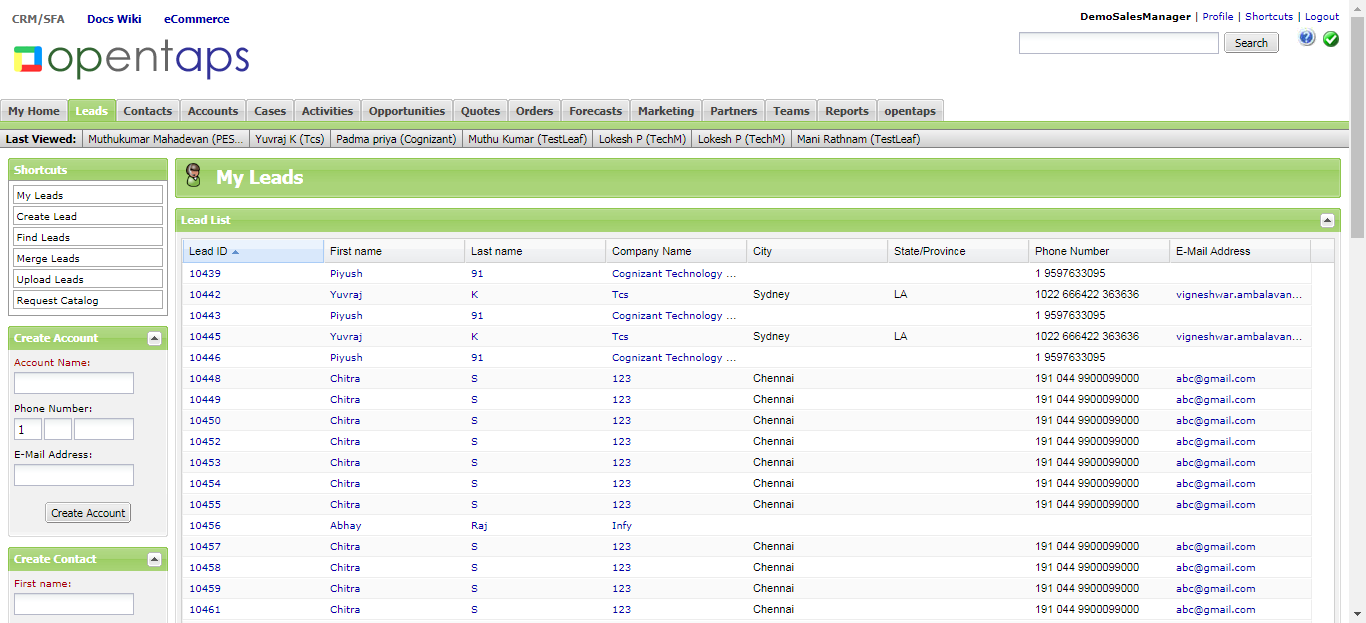 CRM/SFA Docs Wiki eCommerce
DemoSalesManager | Profile | Shortcuts | Logout
opentaps
Search
My Home Leads Contacts Accounts Cases Activities Opportunities Quotes Orders Forecasts Marketing Partners Teams Reports opentaps
Last Viewed: Muthukumar Mahadevan (PES... Yuvraj K (Tcs) Padma priya (Cognizant) Muthu Kumar (TestLeaf) Lokesh P (TechM) Lokesh P (TechM) Mani Rathnam (TestLeaf)
Shortcuts
My Leads
Create Lead
Find Leads
Merge Leads
Upload Leads
Request Catalog
Create Account
Account Name:
Phone Number:
1
E-Mail Address:
Create Account
Create Contact
First name:
My Leads
Lead List
Lead ID First name Last name Company Name City State/Province Phone Number E-Mail Address
10439 Piyush 91 Cognizant Technology ... 1 9597633095
10442 Yuvraj K Tcs Sydney LA 1022 666422 363636 vigneshwar.ambalavan...
10443 Piyush 91 Cognizant Technology ... 1 9597633095
10445 Yuvraj K Tcs Sydney LA 1022 666422 363636 vigneshwar.ambalavan...
10446 Piyush 91 Cognizant Technology ... 1 9597633095
10448 Chitra S 123 Chennai 191 044 9900099000 abc@gmail.com
10449 Chitra S 123 Chennai 191 044 9900099000 abc@gmail.com
10450 Chitra S 123 Chennai 191 044 9900099000 abc@gmail.com
10452 Chitra S 123 Chennai 191 044 9900099000 abc@gmail.com
10453 Chitra S 123 Chennai 191 044 9900099000 abc@gmail.com
10454 Chitra S 123 Chennai 191 044 9900099000 abc@gmail.com
10455 Chitra S 123 Chennai 191 044 9900099000 abc@gmail.com
10456 Abhay Raj Infy
10457 Chitra S 123 Chennai 191 044 9900099000 abc@gmail.com
10458 Chitra S 123 Chennai 191 044 9900099000 abc@gmail.com
10459 Chitra S 123 Chennai 191 044 9900099000 abc@gmail.com
10461 Chitra S 123 Chennai 191 044 9900099000 abc@gmail.com